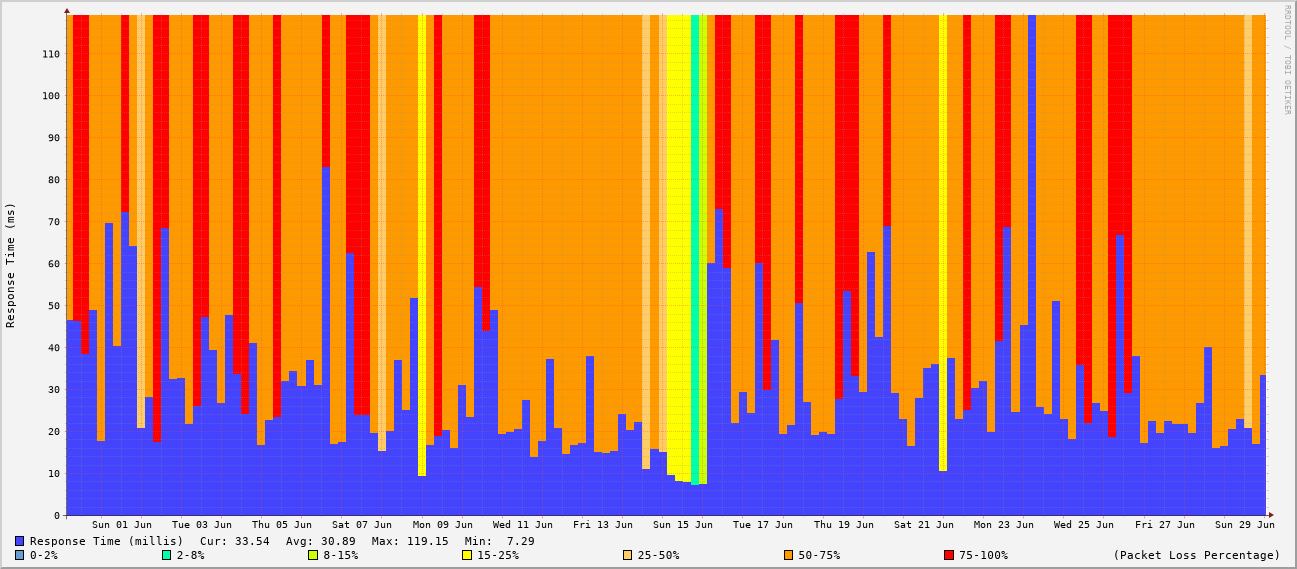 RRDTOOL / TOBI OETIKER
Response Time (ms)
110
100
90
80
70
60
50
40
30
20
10
0
Sun 01 Jun Tue 03 Jun Thu 05 Jun Sat 07 Jun Mon 09 Jun Wed 11 Jun Fri 13 Jun Sun 15 Jun Tue 17 Jun Thu 19 Jun Sat 21 Jun Mon 23 Jun Wed 25 Jun Fri 27 Jun Sun 29 Jun
Response Time (millis) Cur: 33.54 Avg: 30.89 Max: 119.15 Min: 7.29
0-2% 2-8% 8-15% 15-25% 25-50% 50-75% 75-100% (Packet Loss Percentage)